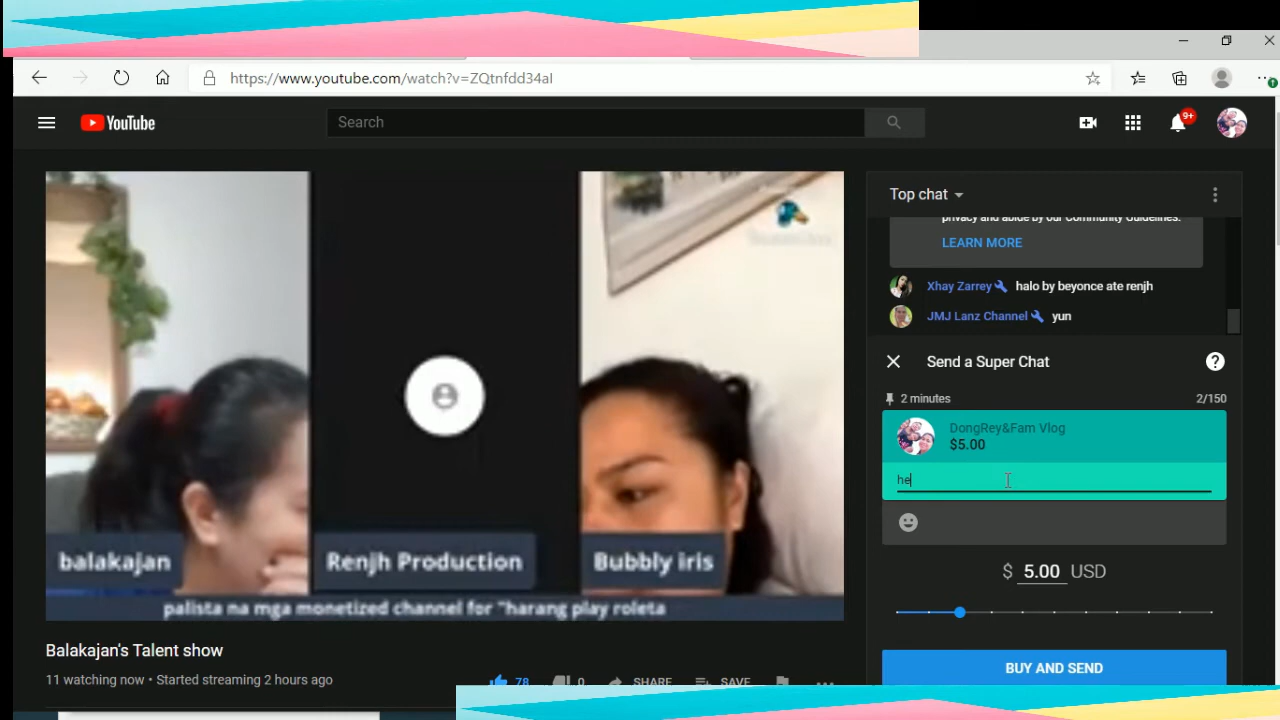 https://www.youtube.com/watch?v=ZQtnfdd34aI
YouTube
Search
9+
Top chat
privacy and abide by our Community Guidelines.
LEARN MORE
Xhay Zarrey halo by beyonce ate renjh
JMJ Lanz Channel yun
Send a Super Chat
2 minutes 2/150
DongRey&Fam Vlog
$5.00
he
$ 5.00 USD
BUY AND SEND
balakajan
Renjh Production
Bubbly iris
palista na mga monetized channel for "harang play roleta
Balakajan's Talent show
11 watching now • Started streaming 2 hours ago
78 0 SHARE SAVE